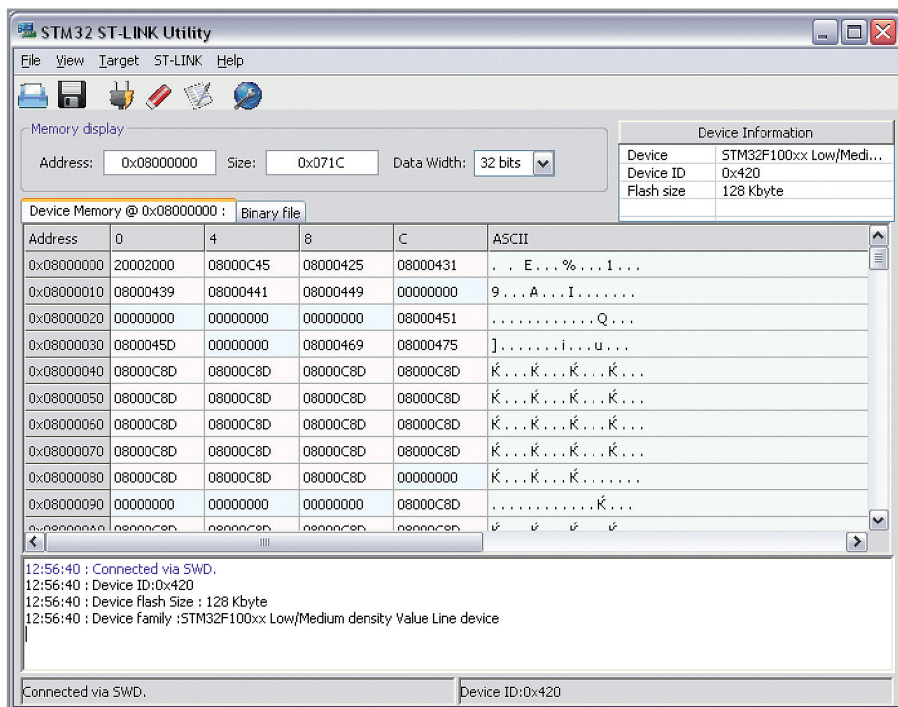 STM32 ST-LINK Utility
File View Target ST-LINK Help
Memory display
Address: 0x08000000 Size: 0x071C Data Width: 32 bits
Device Information
Device STM32F100xx Low/Medi...
Device ID 0x420
Flash size 128 Kbyte
Device Memory @ 0x08000000 : Binary file
Address 0 4 8 C ASCII
0x08000000 20002000 08000C45 08000425 08000431 . . E...%...1...
0x08000010 08000439 08000441 08000449 00000000 9...A...I.......
0x08000020 00000000 00000000 00000000 08000451 ............Q...
0x08000030 0800045D 00000000 08000469 08000475 ].......i...u...
0x08000040 08000C8D 08000C8D 08000C8D 08000C8D Ќ...Ќ...Ќ...Ќ...
0x08000050 08000C8D 08000C8D 08000C8D 08000C8D Ќ...Ќ...Ќ...Ќ...
0x08000060 08000C8D 08000C8D 08000C8D 08000C8D Ќ...Ќ...Ќ...Ќ...
0x08000070 08000C8D 08000C8D 08000C8D 08000C8D Ќ...Ќ...Ќ...Ќ...
0x08000080 08000C8D 08000C8D 08000C8D 00000000 Ќ...Ќ...Ќ.......
0x08000090 00000000 00000000 00000000 08000C8D ............Ќ...
12:56:40 : Connected via SWD.
12:56:40 : Device ID:0x420
12:56:40 : Device flash Size : 128 Kbyte
12:56:40 : Device family :STM32F100xx Low/Medium density Value Line device
Connected via SWD. Device ID:0x420